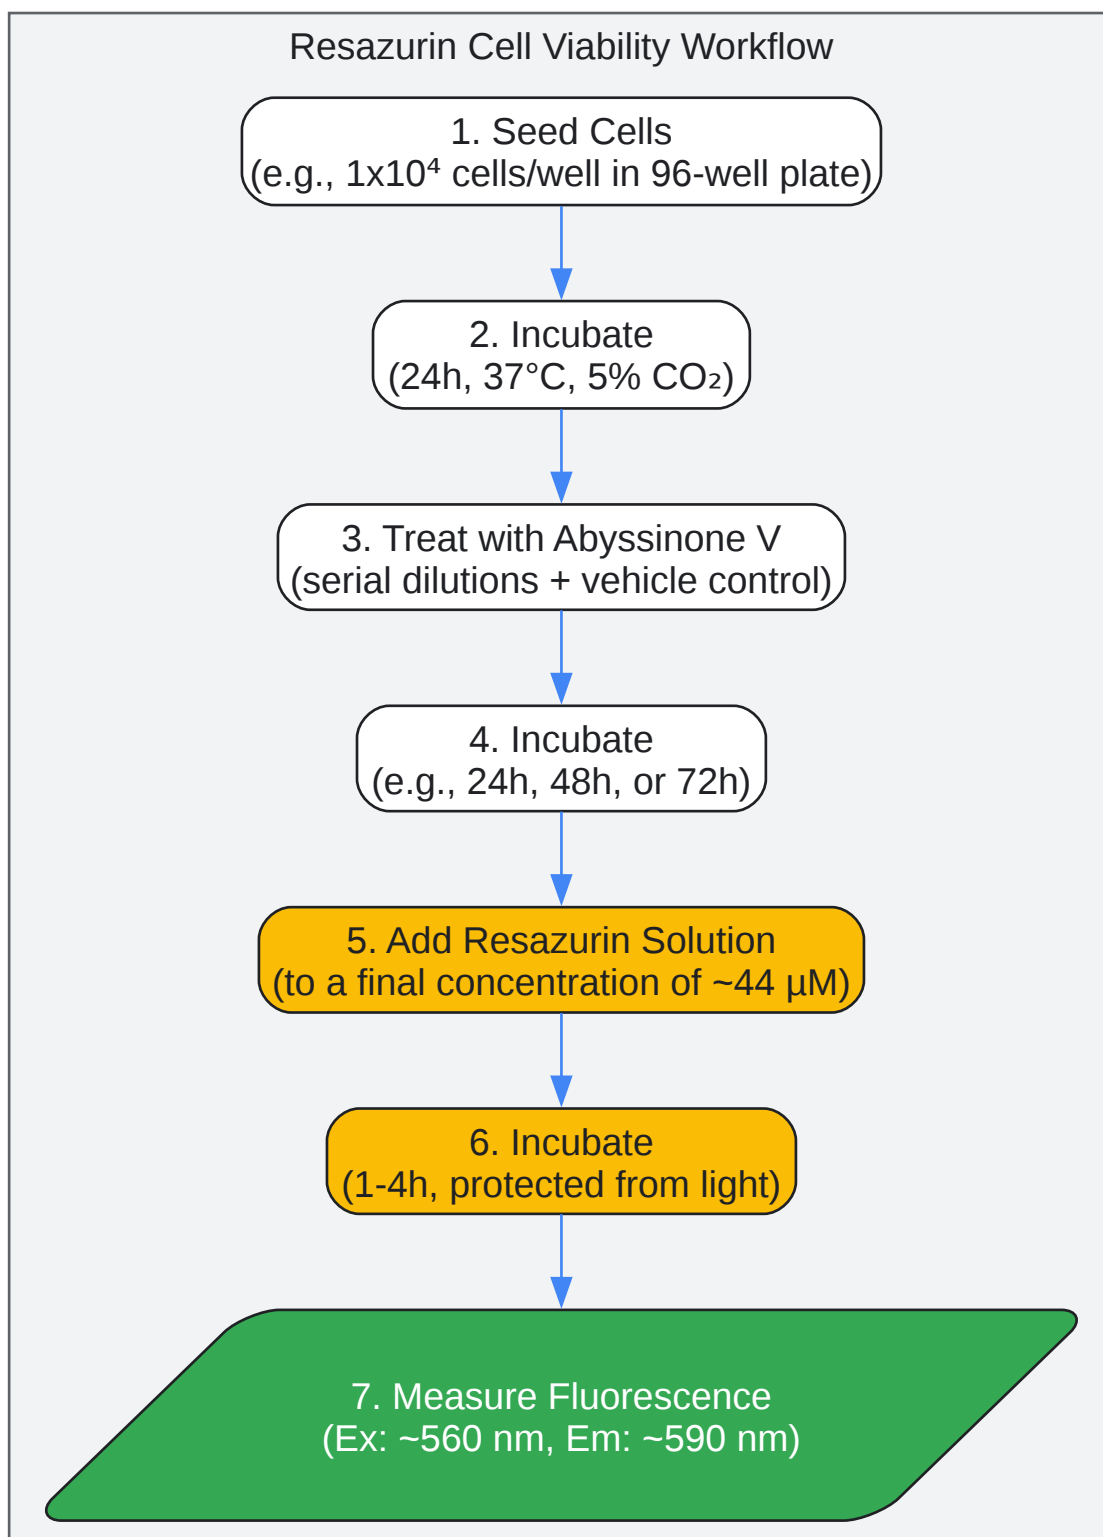 Resazurin Cell Viability Workflow
1. Seed Cells
(e.g., 1x10⁴ cells/well in 96-well plate)
2. Incubate
(24h, 37°C, 5% CO₂)
3. Treat with Abyssinone V
(serial dilutions + vehicle control)
4. Incubate
(e.g., 24h, 48h, or 72h)
5. Add Resazurin Solution
(to a final concentration of ~44 µM)
6. Incubate
(1-4h, protected from light)
7. Measure Fluorescence
(Ex: ~560 nm, Em: ~590 nm)